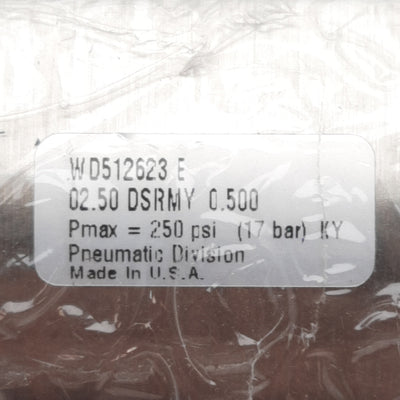 WD512623 E
02.50 DSRMY 0.500
Pmax = 250 psi (17 bar) KY
Pneumatic Division
Made In U.S.A.